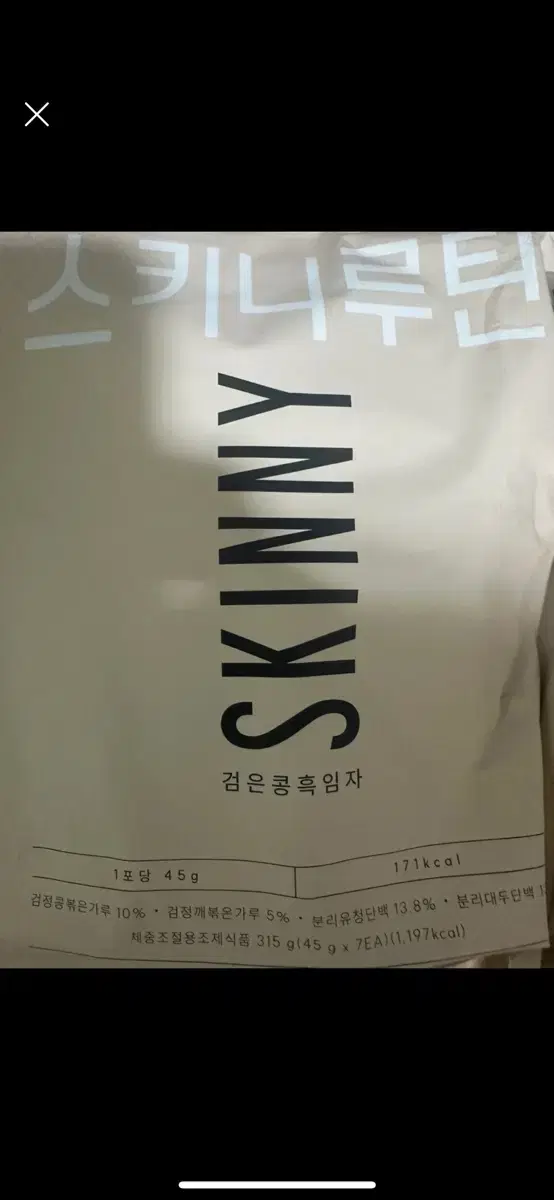 스키니루틴
SKINNY
검은콩흑임자
1포당 45g
171kcal
검정콩볶은가루 10% · 검정깨볶은가루 5% · 분리유청단백 13.8% · 분리대두단백
체중조절용조제식품 315 g(45 g x 7EA)(1,197kcal)